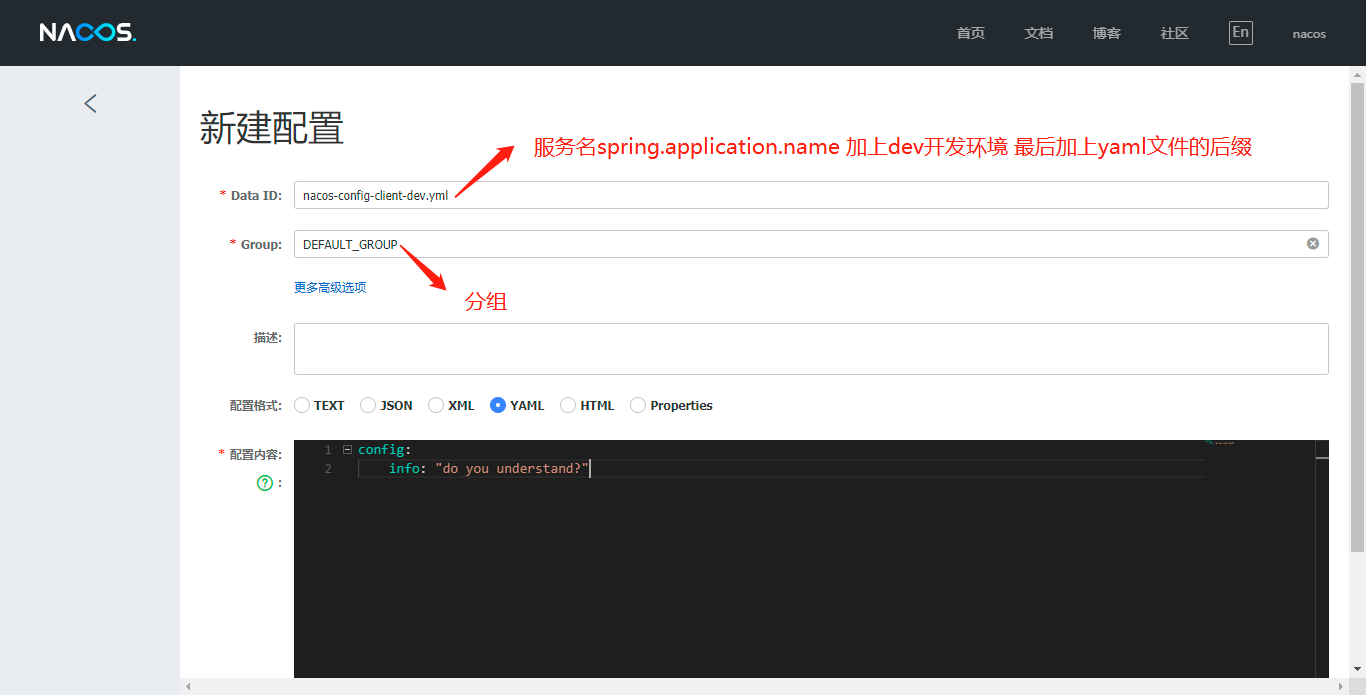 NACOS.
首页 文档 博客 社区 En nacos
新建配置
服务名spring.application.name 加上dev开发环境 最后加上yaml文件的后缀
* Data ID: nacos-config-client-dev.yml
* Group: DEFAULT_GROUP
更多高级选项
分组
描述:
配置格式: TEXT JSON XML YAML HTML Properties
* 配置内容: 1 config:
2 info: "do you understand?"
? :